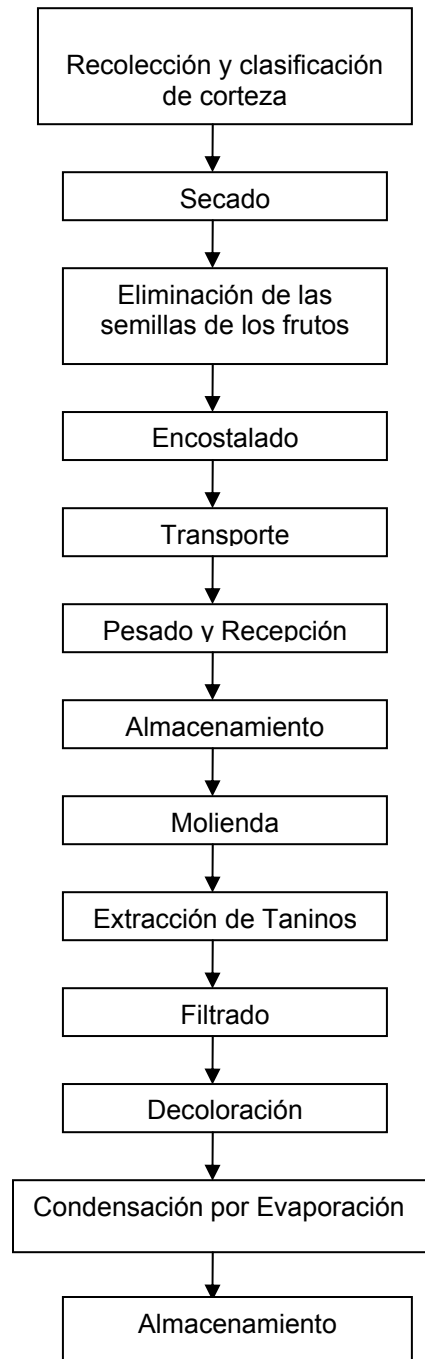 Recolección y clasificación
de corteza
Secado
Eliminación de las
semillas de los frutos
Encostalado
Transporte
Pesado y Recepción
Almacenamiento
Molienda
Extracción de Taninos
Filtrado
Decoloración
Condensación por Evaporación
Almacenamiento